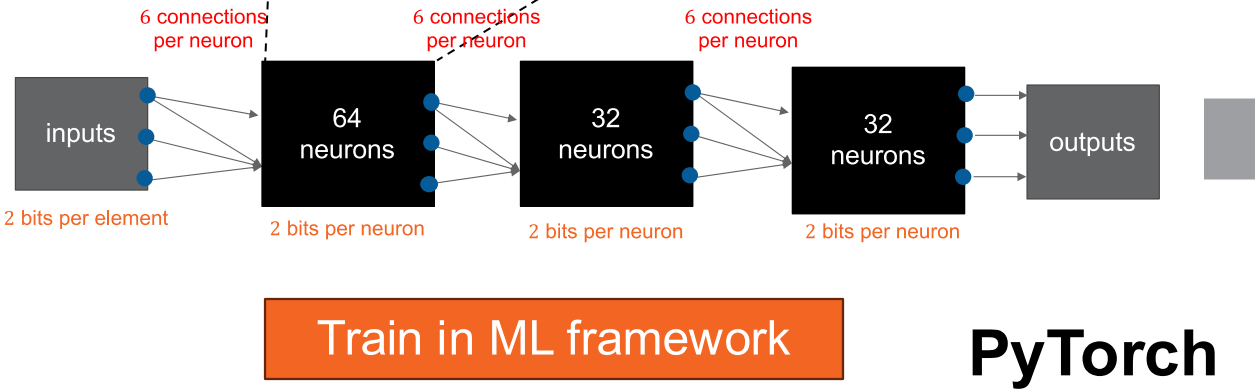 6 connections
per neuron
6 connections
per neuron
6 connections
per neuron
inputs
64
neurons
32
neurons
32
neurons
outputs
2 bits per element
2 bits per neuron
2 bits per neuron
2 bits per neuron
Train in ML framework
PyTorch